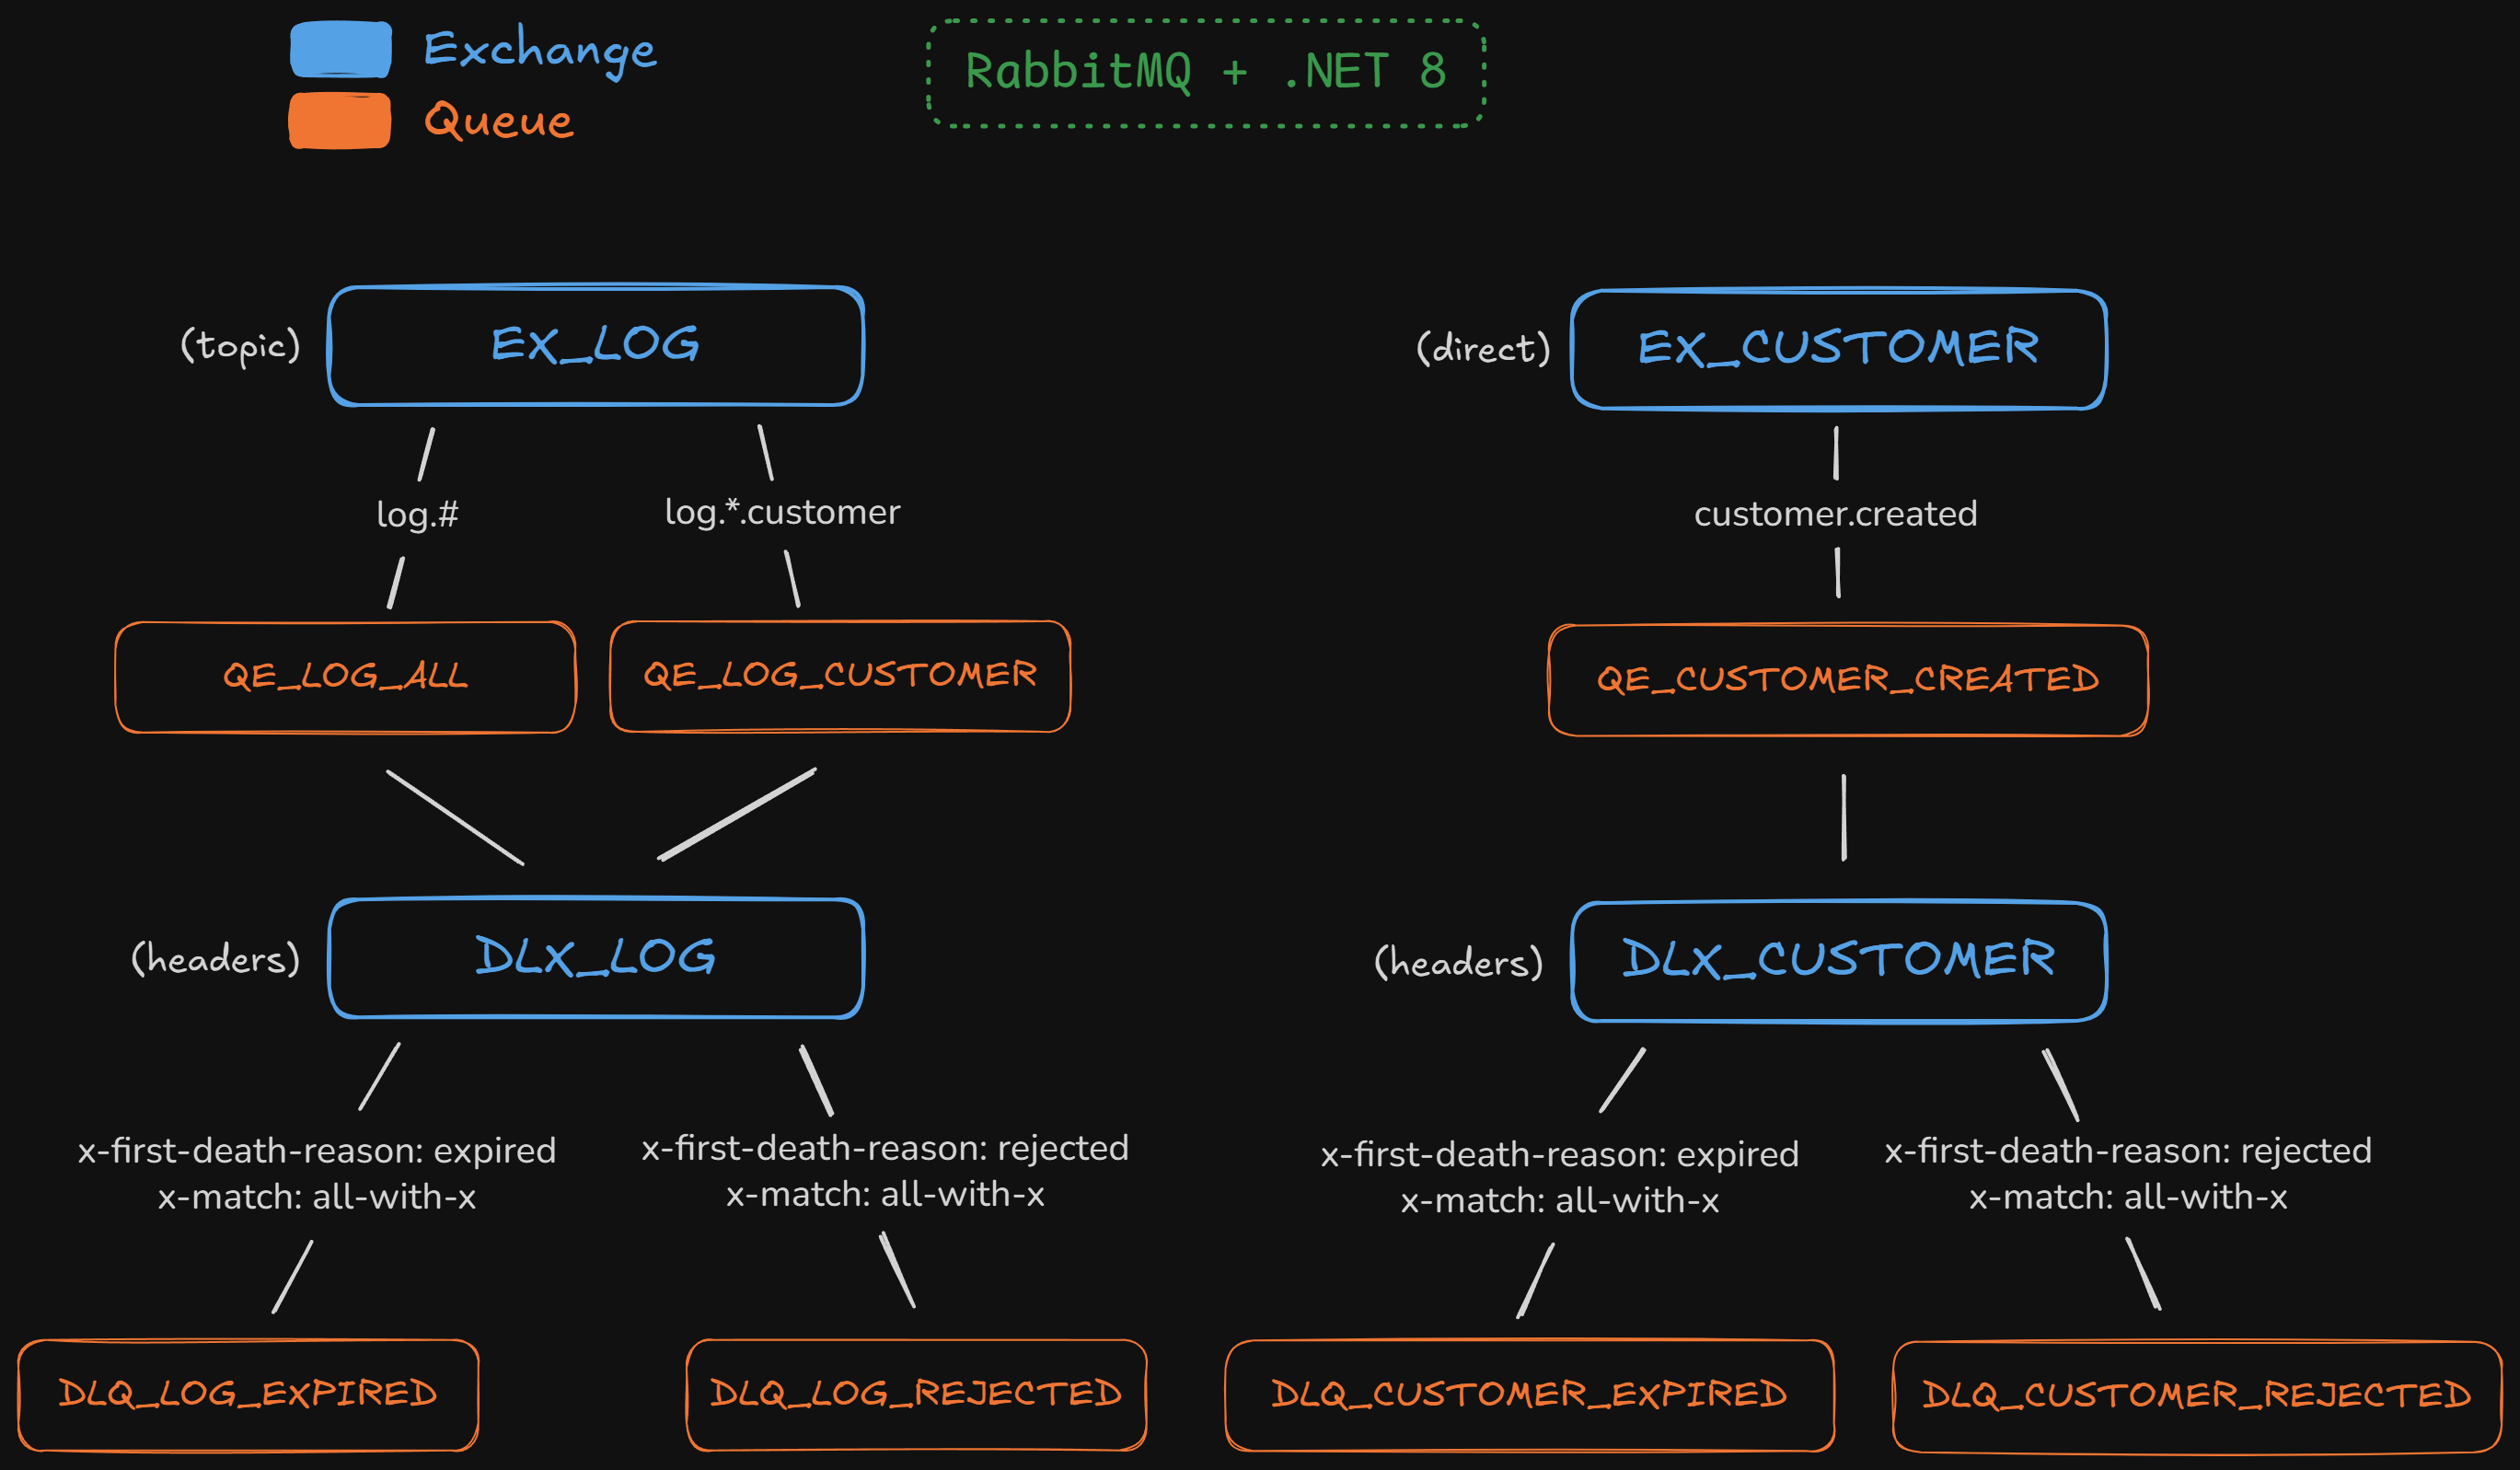 Exchange
Queue
RabbitMQ + .NET 8
(topic)
EX_LOG
(direct)
EX_CUSTOMER
log.#
log.*.customer
customer.created
QE_LOG_ALL
QE_LOG_CUSTOMER
QE_CUSTOMER_CREATED
(headers)
DLX_LOG
(headers)
DLX_CUSTOMER
x-first-death-reason: expired
x-match: all-with-x
x-first-death-reason: rejected
x-match: all-with-x
x-first-death-reason: expired
x-match: all-with-x
x-first-death-reason: rejected
x-match: all-with-x
DLQ_LOG_EXPIRED
DLQ_LOG_REJECTED
DLQ_CUSTOMER_EXPIRED
DLQ_CUSTOMER_REJECTED